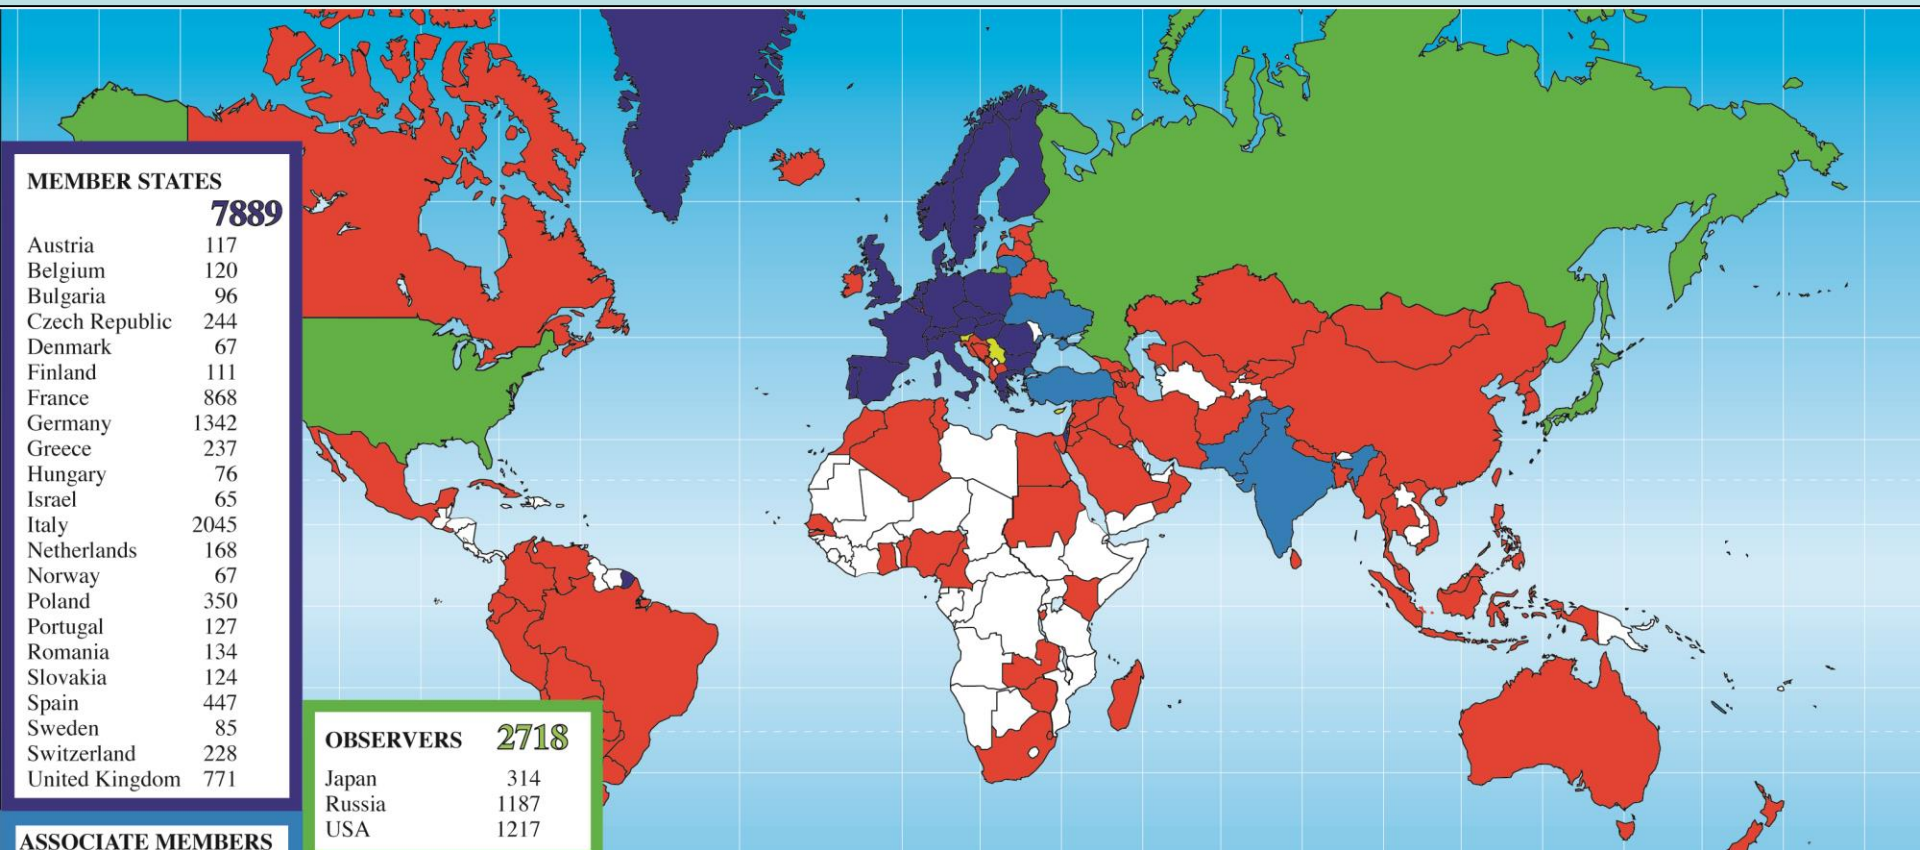 MEMBER STATES
7889
Austria 117
Belgium 120
Bulgaria 96
Czech Republic 244
Denmark 67
Finland 111
France 868
Germany 1342
Greece 237
Hungary 76
Israel 65
Italy 2045
Netherlands 168
Norway 67
Poland 350
Portugal 127
Romania 134
Slovakia 124
Spain 447
Sweden 85
Switzerland 228
United Kingdom 771
ASSOCIATE MEMBERS
OBSERVERS 2718
Japan 314
Russia 1187
USA 1217